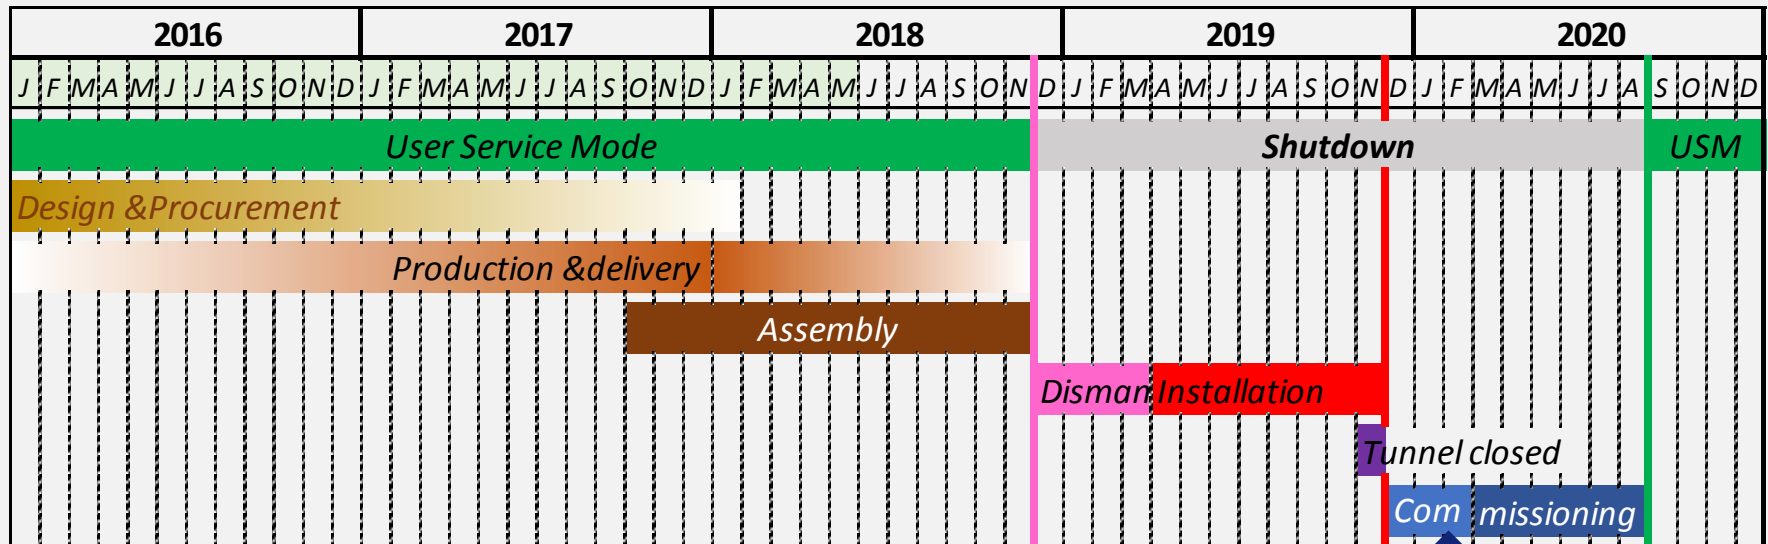 2016 2017 2018 2019 2020
J F M A M J J A S O N D J F M A M J J A S O N D J F M A M J J A S O N D J F M A M J J A S O N D J F M A M J J A S O N D
User Service Mode Shutdown USM
Design &Procurement
Production &delivery
Assembly
Disman Installation
Tunnel closed
Com missioning